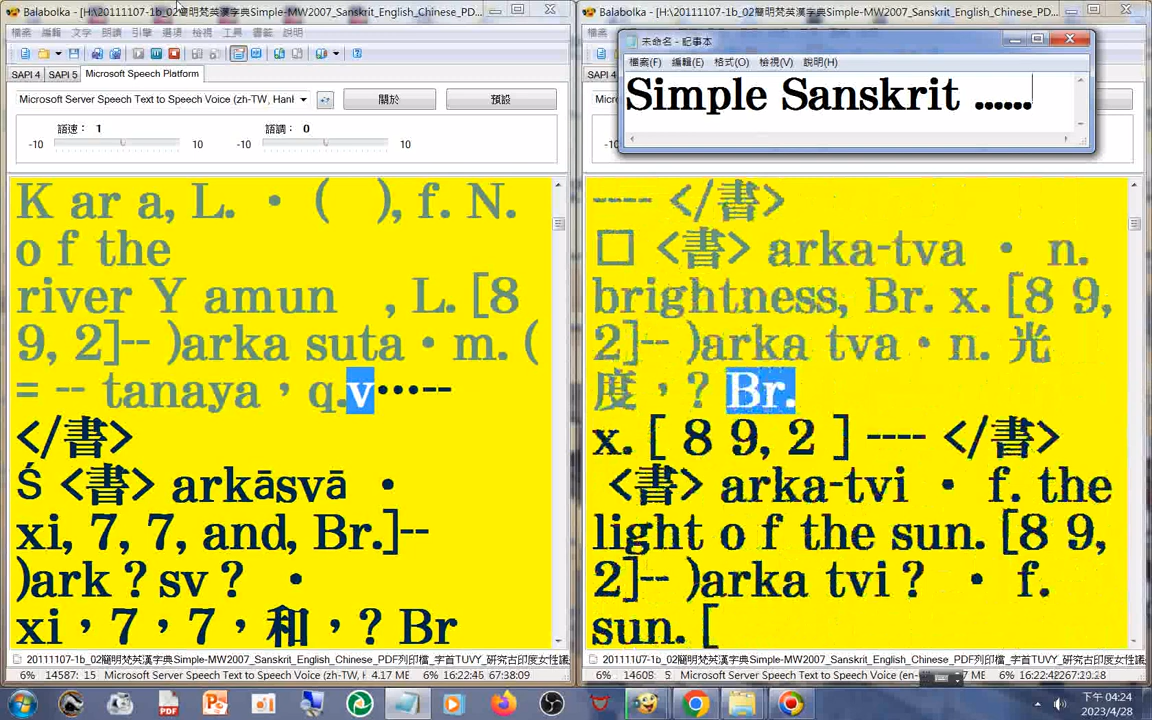 Balabolka - [H:\20111107-1b_02簡明梵英漢字典Simple-MW2007_Sanskrit_English_Chinese_PD...
檔案 編輯 文字 朗讀 引擎 選項 檢視 工具 書籤 說明
SAPI 4 SAPI 5 Microsoft Speech Platform
Microsoft Server Speech Text to Speech Voice (zh-TW, Hanl
關於
預設
語速： 1
語調： 0
-10 10 -10 10
K ar a, L. • ( ), f. N.
o f the
river Y amun , L. [8
9, 2]-- )arka suta • m. (
= -- tanaya，q.v•••--
</書>
Ś <書> arkāsvā •
xi, 7, 7, and, Br.]--
)ark ? sv ? •
xi，7，7，和，? Br
20111107-1b_02簡明梵英漢字典Simple-MW2007_Sanskrit_English_Chinese_PDF列印檔_字首TUVY_研究古印度女性議
6% 14587: 15 Modified Microsoft Server Speech Text to Speech Voice (zh-TW, 4.17 MB 6% 16:22:45 67:38:09
Balabolka - [H:\20111107-1b_02簡明梵英漢字典Simple-MW2007_Sanskrit_English_Chinese_PD...
檔案
SAPI 4
未命名 - 記事本
檔案(F) 編輯(E) 格式(O) 檢視(V) 說明(H)
Simple Sanskrit ......
---- </書>
□ <書> arka-tva • n.
brightness, Br. x. [8 9,
2]-- )arka tva • n. 光
度，? Br.
x. [ 8 9, 2 ] ---- </書>
<書> arka-tvi • f. the
light o f the sun. [8 9,
2]-- )arka tvi ? • f.
sun. [
20111107-1b_02簡明梵英漢字典Simple-MW2007_Sanskrit_English_Chinese_PDF列印檔_字首TUVY_研究古印度女性議
下午 04:24
2023/4/28